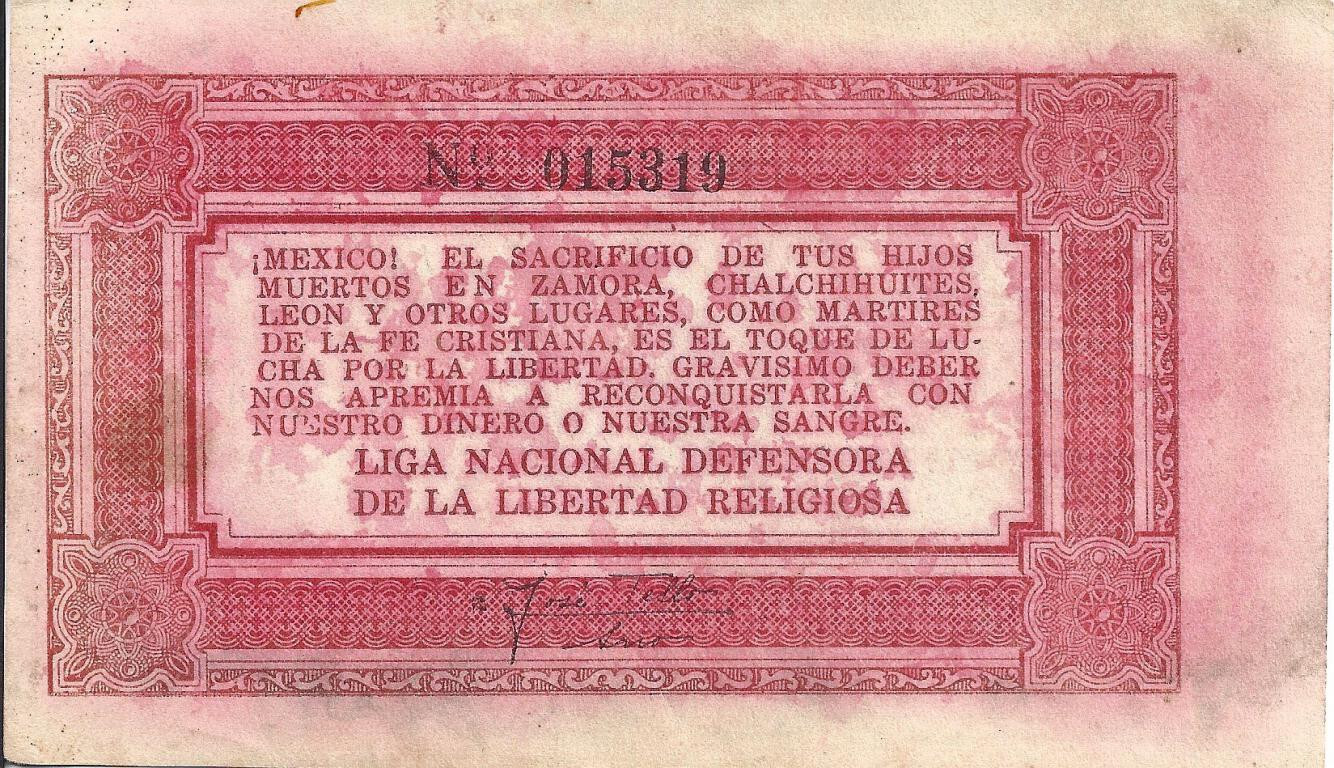 Nº 015319
¡MEXICO! EL SACRIFICIO DE TUS HIJOS
MUERTOS EN ZAMORA, CHALCHIHUITES,
LEON Y OTROS LUGARES, COMO MARTIRES
DE LA FE CRISTIANA, ES EL TOQUE DE LU-
CHA POR LA LIBERTAD. GRAVISIMO DEBER
NOS APREMIA A RECONQUISTARLA CON
NUESTRO DINERO O NUESTRA SANGRE.
LIGA NACIONAL DEFENSORA
DE LA LIBERTAD RELIGIOSA
José Tello